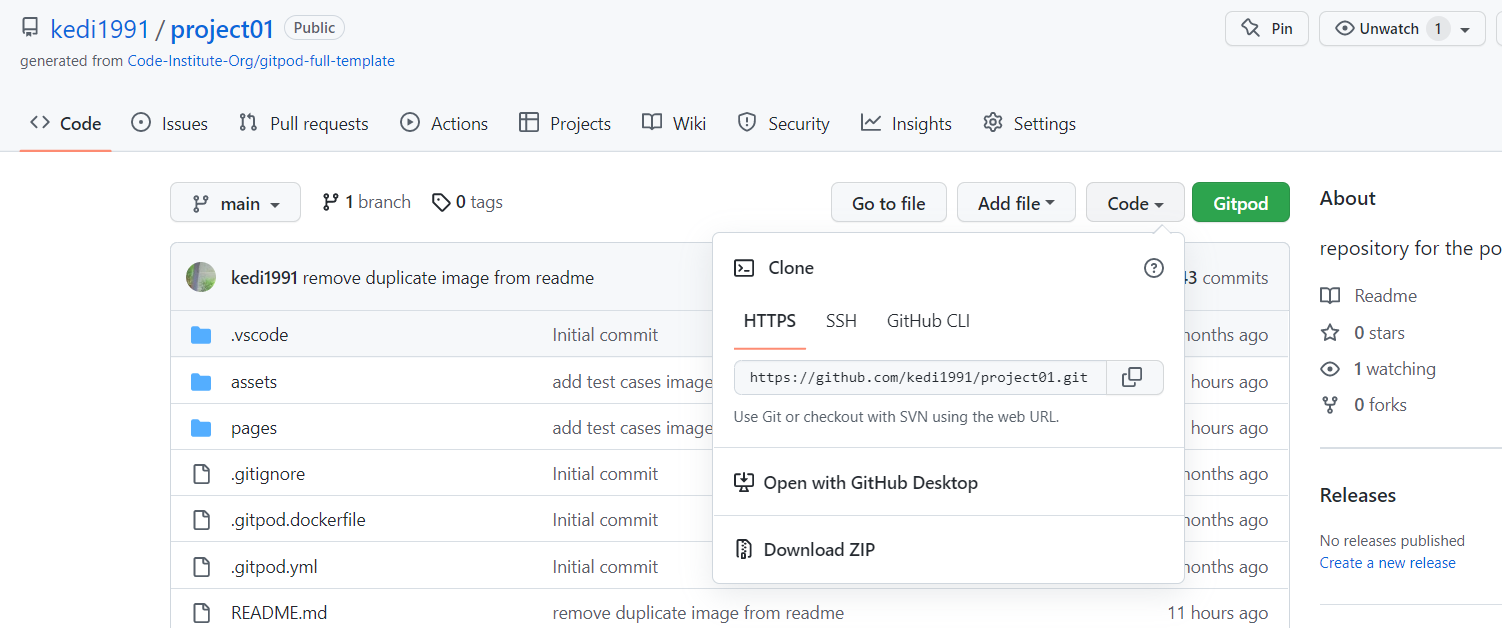 kedi1991 / project01 Public
Pin
Unwatch 1
generated from Code-Institute-Org/gitpod-full-template
Code Issues Pull requests Actions Projects Wiki Security Insights Settings
main 1 branch 0 tags Go to file Add file Code Gitpod
kedi1991 remove duplicate image from readme
commits
.vscode Initial commit ago
assets add test cases image hours ago
pages add test cases image hours ago
.gitignore Initial commit ago
.gitpod.dockerfile Initial commit ago
.gitpod.yml Initial commit ago
README.md remove duplicate image from readme 11 hours ago
Clone
HTTPS SSH GitHub CLI
https://github.com/kedi1991/project01.git
Use Git or checkout with SVN using the web URL.
Open with GitHub Desktop
Download ZIP
About
repository for the
Readme
0 stars
1 watching
0 forks
Releases
No releases published
Create a new release